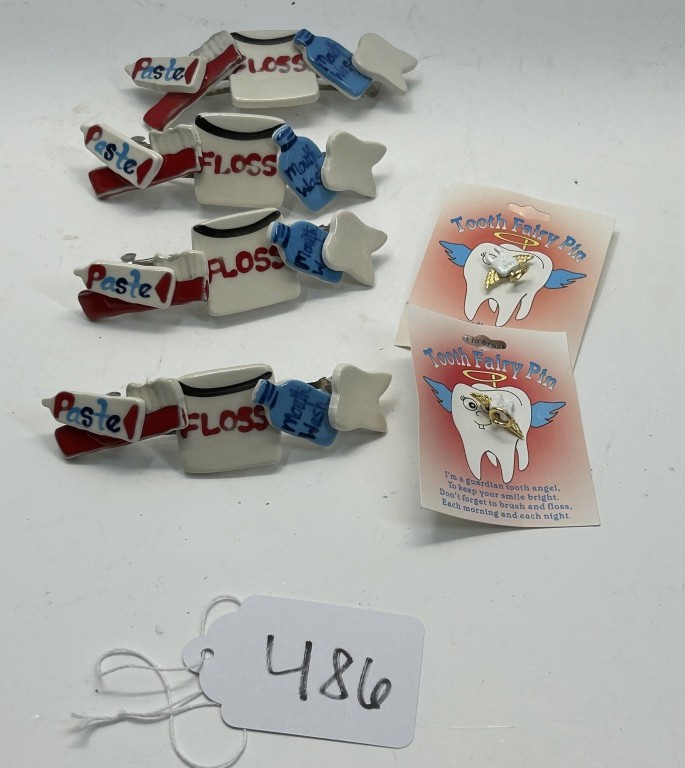 Paste
FLOSS
Mouth
Wash
Paste
FLOSS
Mouth
Wash
Paste
FLOSS
Mouth
Wash
Paste
FLOSS
Mouth
Wash
Tooth Fairy Pin
to brush
Tooth Fairy Pin
I'm a guardian tooth angel,
To keep your smile bright.
Don't forget to brush and floss,
Each morning and each night.
486